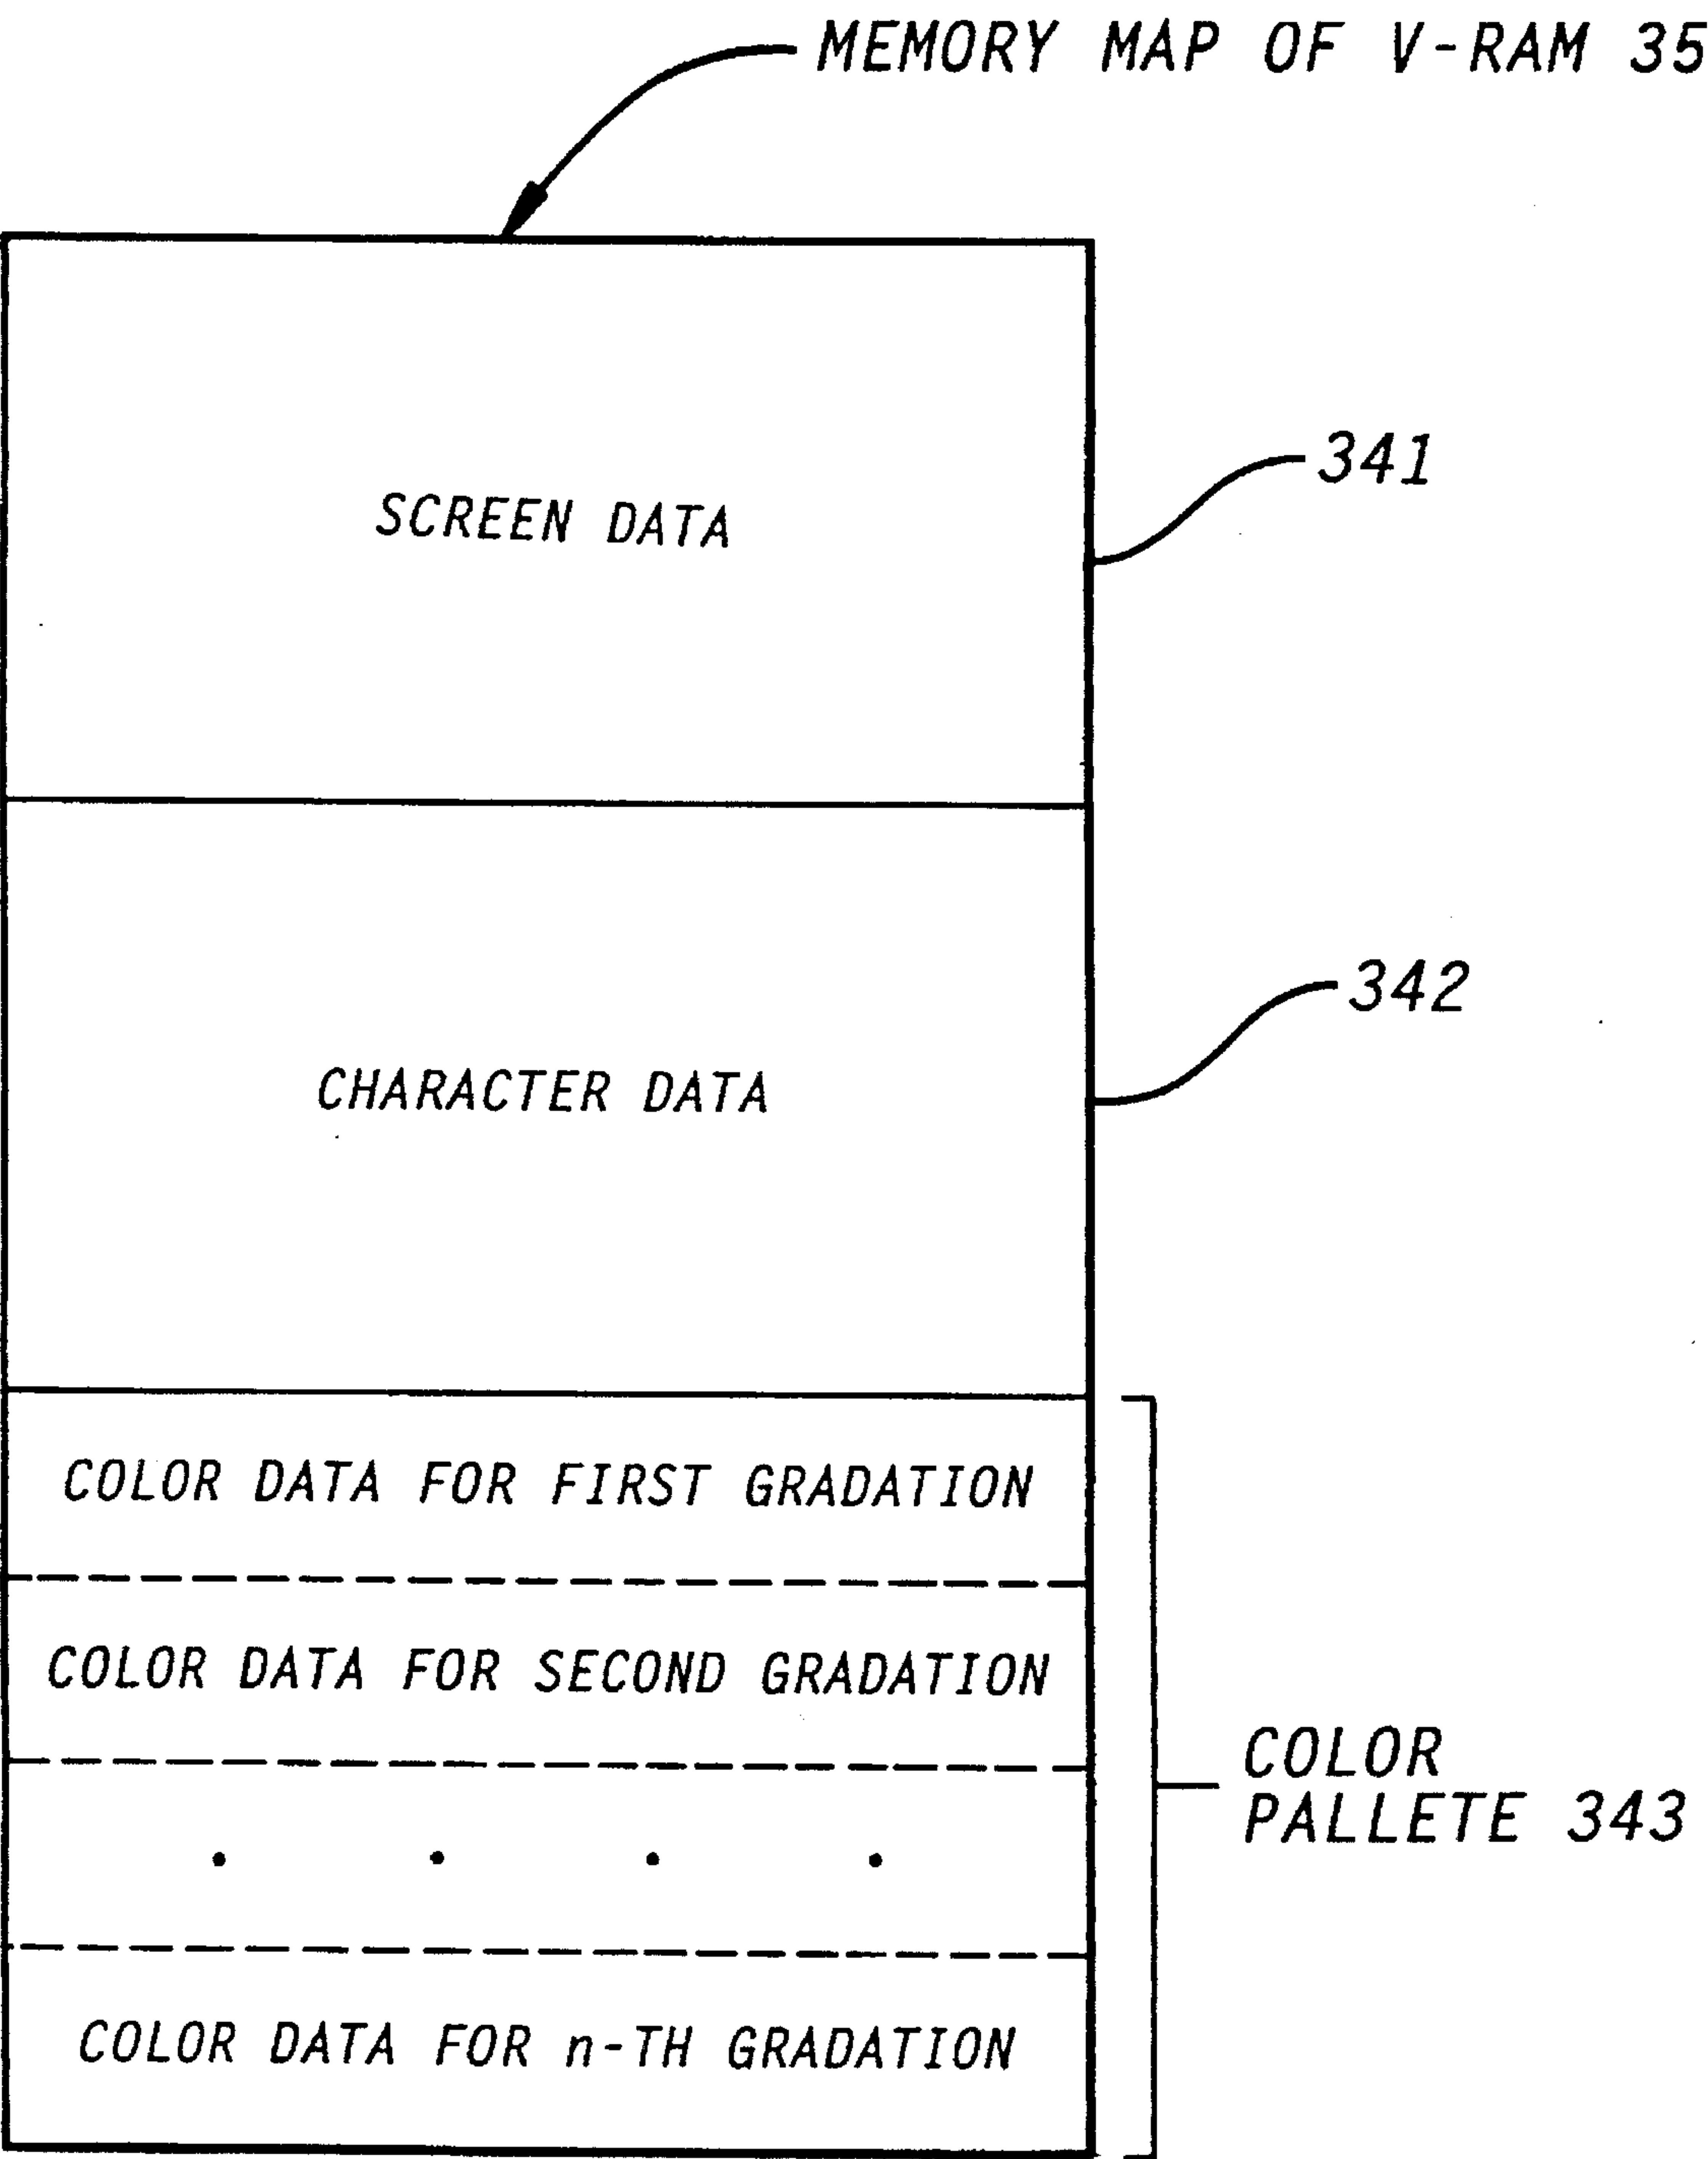 MEMORY MAP OF V-RAM 35
SCREEN DATA
341
CHARACTER DATA
342
COLOR DATA FOR FIRST GRADATION
COLOR DATA FOR SECOND GRADATION
COLOR
PALLETE 343
. . . .
COLOR DATA FOR n-TH GRADATION